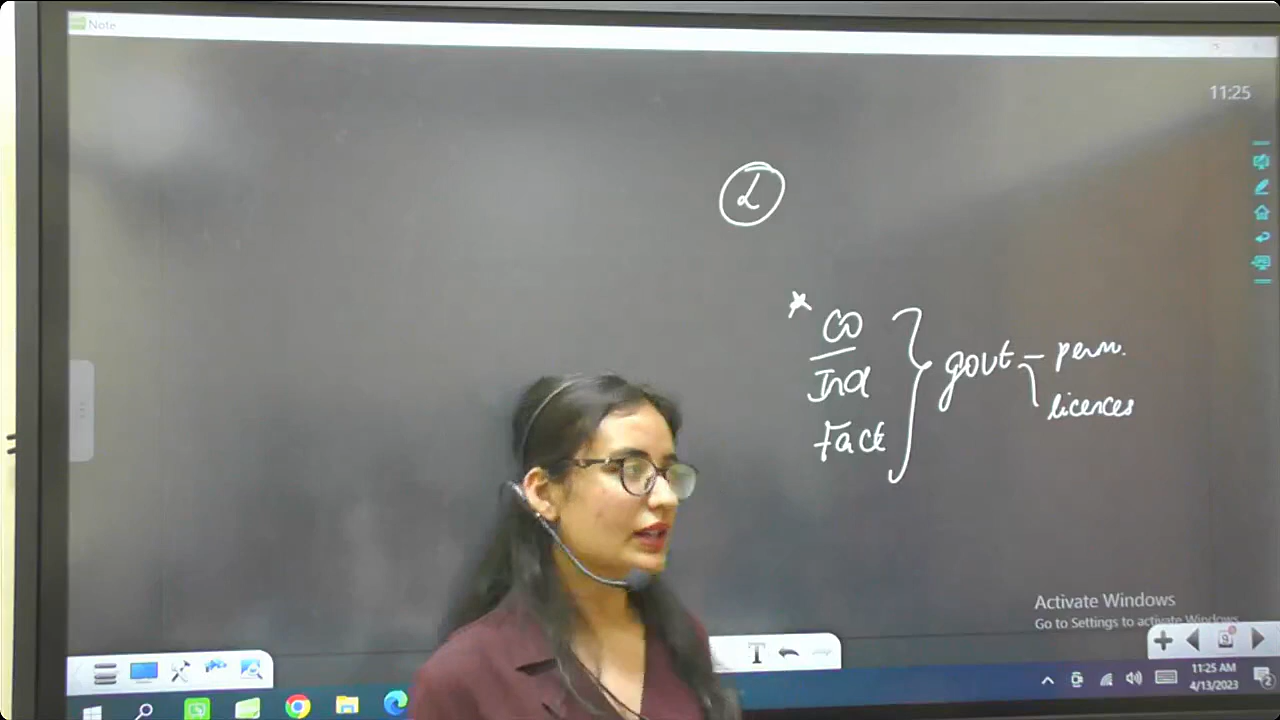 Note
11:25
L
* CO
Ind
Fact
govt - perm.
licences
Activate Windows
Go to Settings to activate Windows.
T
9
11:25 AM
4/13/2023
2